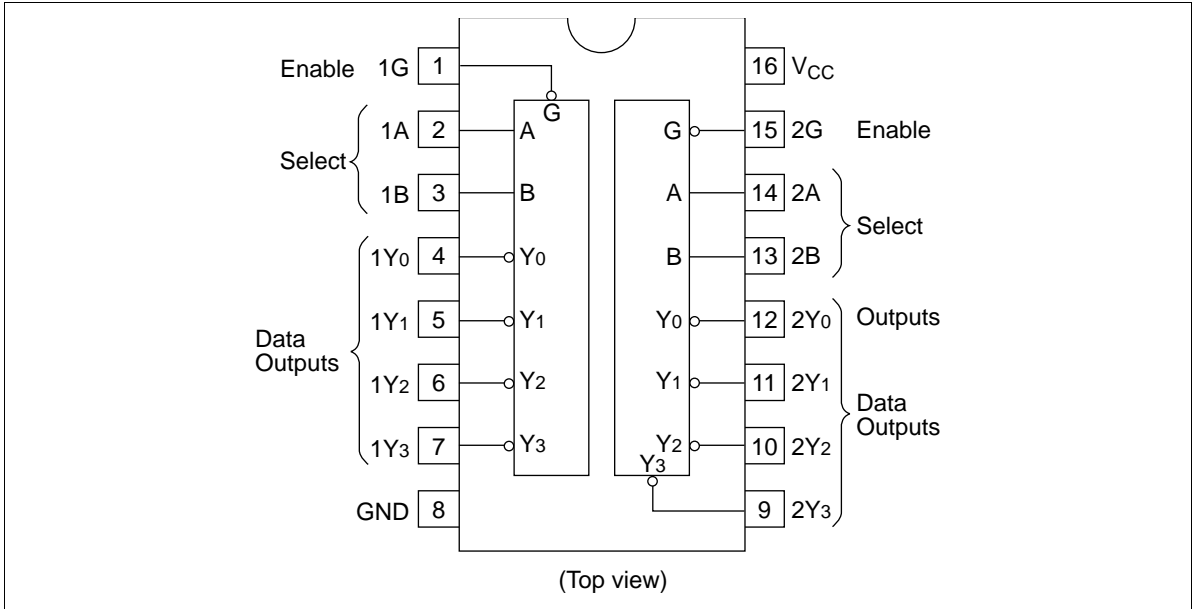 Enable 1G 1 16 VCC
G
1A 2 A G 15 2G Enable
Select
1B 3 B A 14 2A
Select
1Y0 4 Y0 B 13 2B
1Y1 5 Y1 Y0 12 2Y0 Outputs
Data
Outputs
1Y2 6 Y2 Y1 11 2Y1
Data
Outputs
1Y3 7 Y3 Y2 10 2Y2
Y3
GND 8 9 2Y3
(Top view)